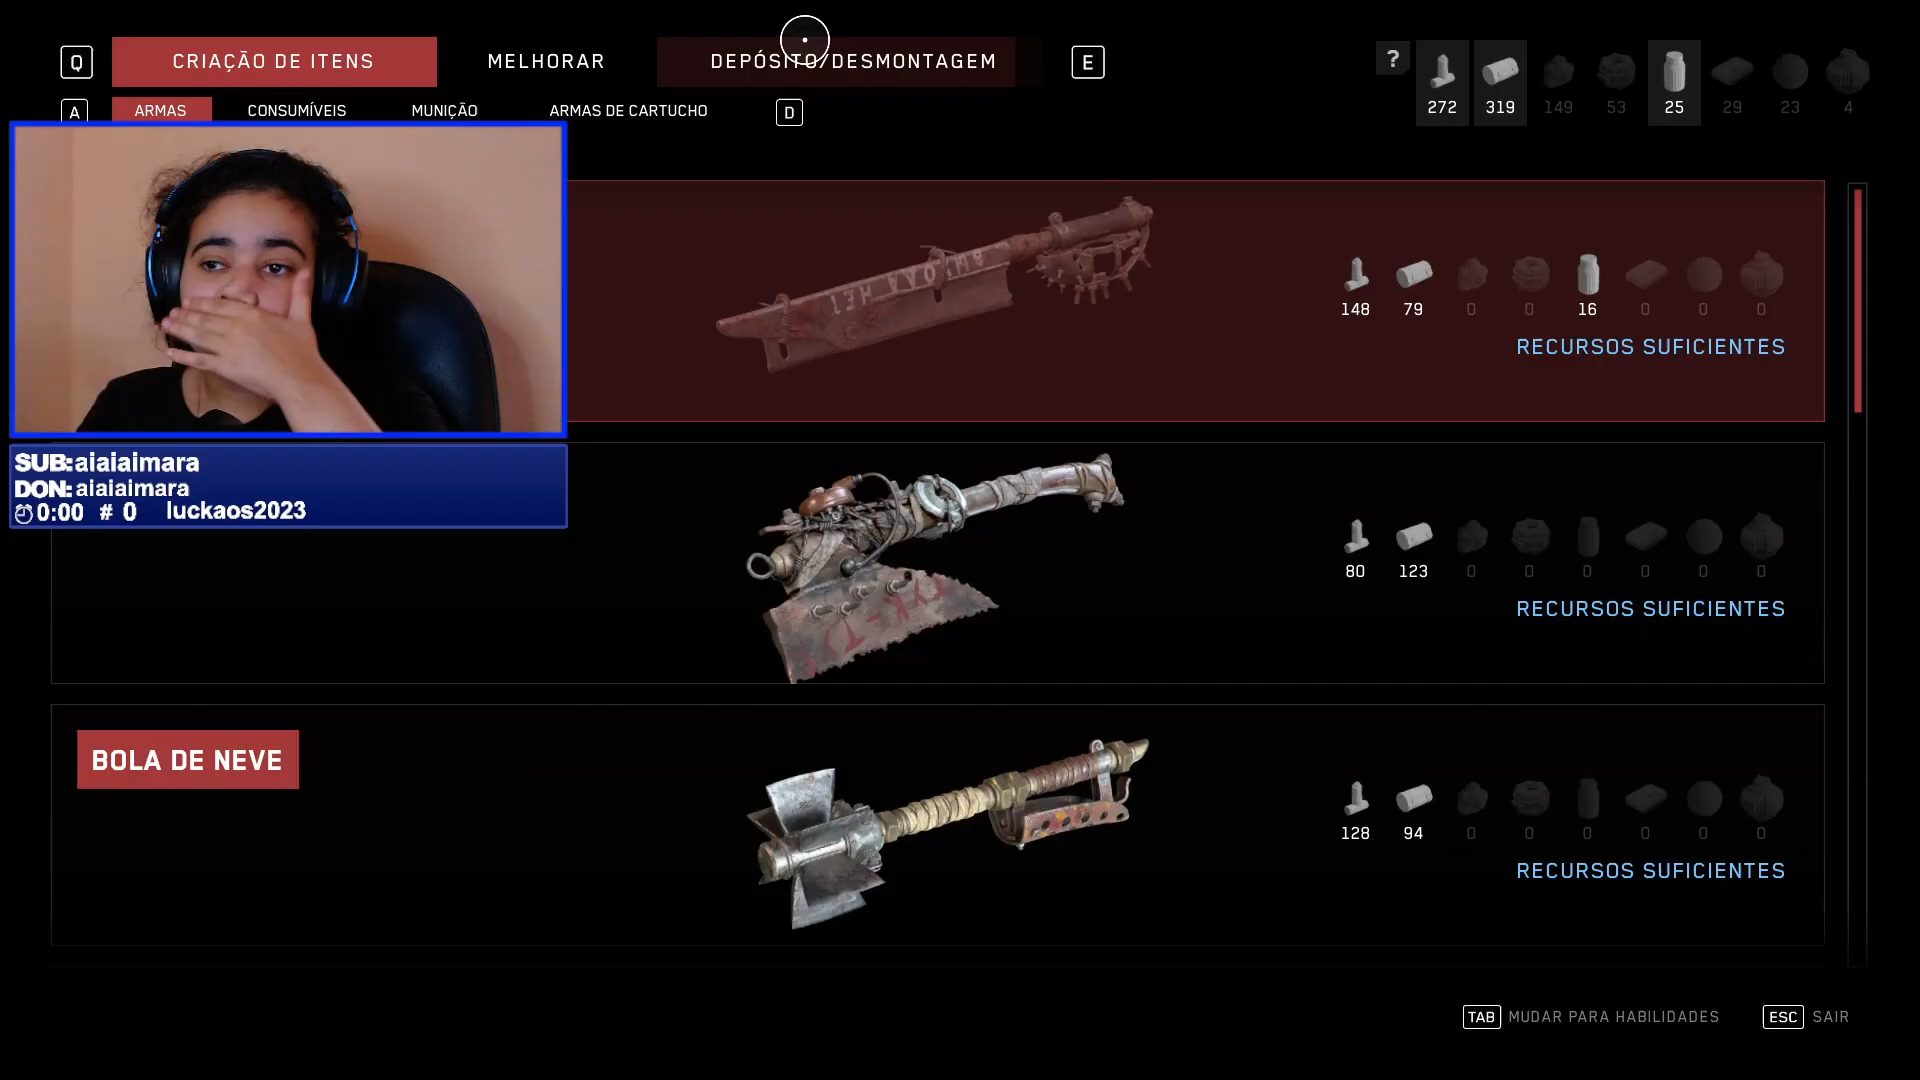 Q CRIAÇÃO DE ITENS MELHORAR DEPÓSITO/DESMONTAGEM E ?
A ARMAS CONSUMÍVEIS MUNIÇÃO ARMAS DE CARTUCHO D
272 319 149 53 25 29 23 4
148 79 0 0 16 0 0 0
RECURSOS SUFICIENTES
SUB:aiaiaimara
DON:aiaiaimara
0:00 # 0 luckaos2023
80 123 0 0 0 0 0 0
RECURSOS SUFICIENTES
BOLA DE NEVE
128 94 0 0 0 0 0 0
RECURSOS SUFICIENTES
TAB MUDAR PARA HABILIDADES ESC SAIR